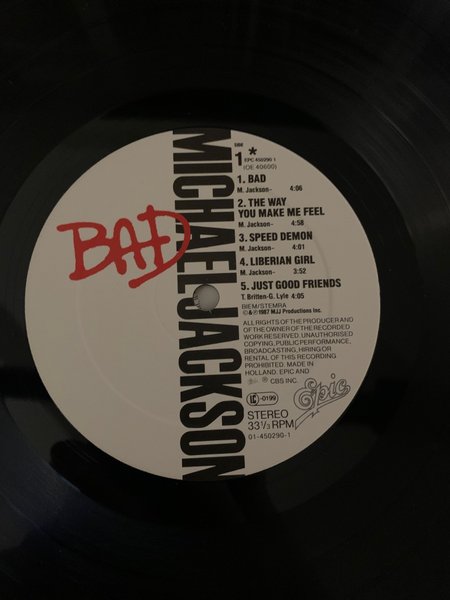 BAD
MICHAEL JACKSON
SIDE
1 *
EPC 450290 1
(OE 40600)
1. BAD
M. Jackson- 4:06
2. THE WAY
YOU MAKE ME FEEL
M. Jackson- 4:58
3. SPEED DEMON
M. Jackson- 4:01
4. LIBERIAN GIRL
M. Jackson- 3:52
5. JUST GOOD FRIENDS
T. Britten-G. Lyle 4:05
BIEM/STEMRA
© & ℗ 1987 MJJ Productions Inc.
ALL RIGHTS OF THE PRODUCER AND
OF THE OWNER OF THE RECORDED
WORK RESERVED. UNAUTHORISED
COPYING, PUBLIC PERFORMANCE,
BROADCASTING, HIRING OR
RENTAL OF THIS RECORDING
PROHIBITED. MADE IN
HOLLAND. EPIC AND
® CBS INC.
LC -0199
STEREO
33 1/3 RPM
01-450290-1
Epic